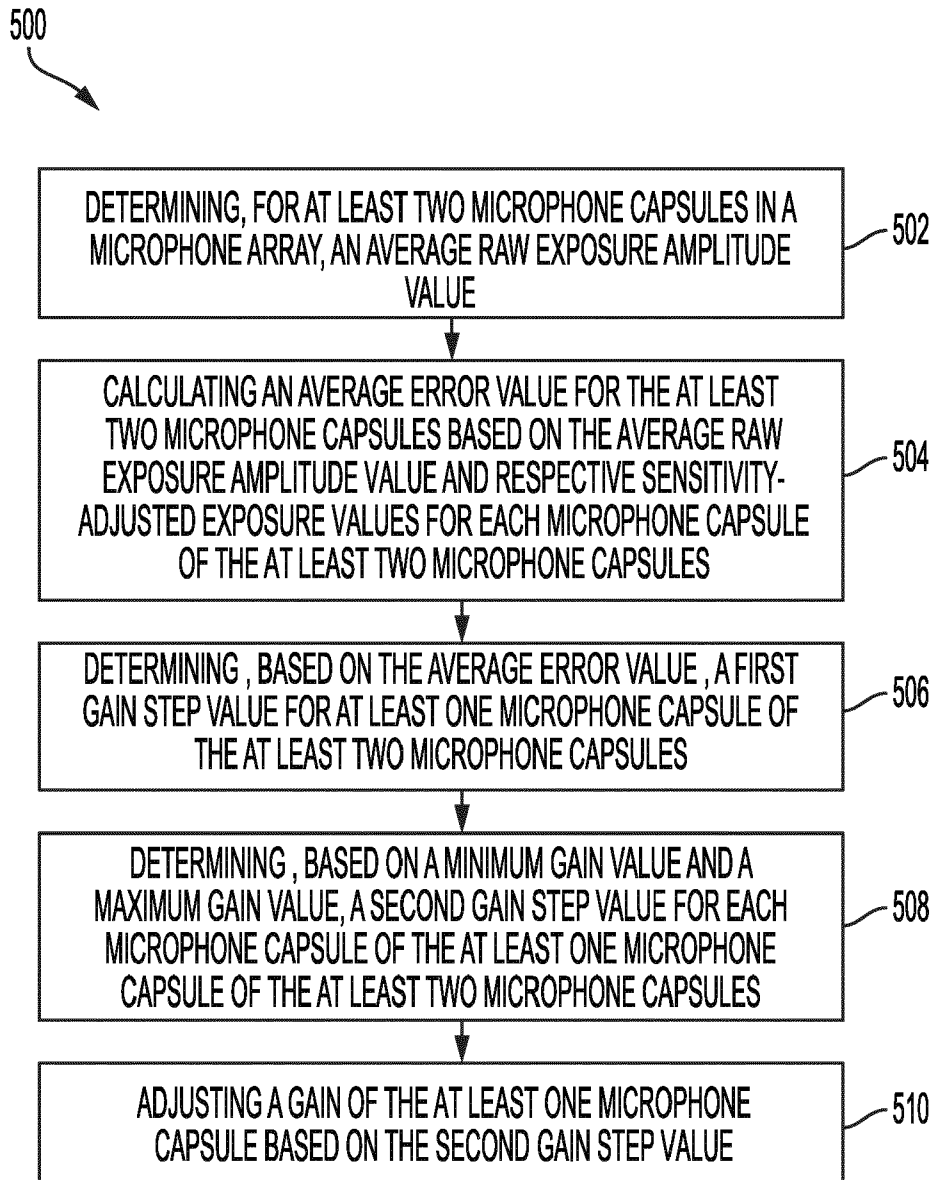 500
DETERMINING, FOR AT LEAST TWO MICROPHONE CAPSULES IN A
MICROPHONE ARRAY, AN AVERAGE RAW EXPOSURE AMPLITUDE
VALUE
502
CALCULATING AN AVERAGE ERROR VALUE FOR THE AT LEAST
TWO MICROPHONE CAPSULES BASED ON THE AVERAGE RAW
EXPOSURE AMPLITUDE VALUE AND RESPECTIVE SENSITIVITY-
ADJUSTED EXPOSURE VALUES FOR EACH MICROPHONE CAPSULE
OF THE AT LEAST TWO MICROPHONE CAPSULES
504
DETERMINING , BASED ON THE AVERAGE ERROR VALUE , A FIRST
GAIN STEP VALUE FOR AT LEAST ONE MICROPHONE CAPSULE OF
THE AT LEAST TWO MICROPHONE CAPSULES
506
DETERMINING , BASED ON A MINIMUM GAIN VALUE AND A
MAXIMUM GAIN VALUE, A SECOND GAIN STEP VALUE FOR EACH
MICROPHONE CAPSULE OF THE AT LEAST ONE MICROPHONE
CAPSULE OF THE AT LEAST TWO MICROPHONE CAPSULES
508
ADJUSTING A GAIN OF THE AT LEAST ONE MICROPHONE
CAPSULE BASED ON THE SECOND GAIN STEP VALUE
510